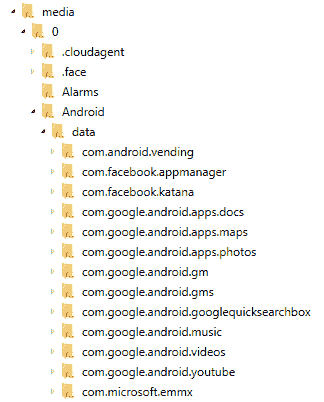 media
0
.cloudagent
.face
Alarms
Android
data
com.android.vending
com.facebook.appmanager
com.facebook.katana
com.google.android.apps.docs
com.google.android.apps.maps
com.google.android.apps.photos
com.google.android.gm
com.google.android.gms
com.google.android.googlequicksearchbox
com.google.android.music
com.google.android.videos
com.google.android.youtube
com.microsoft.emmx